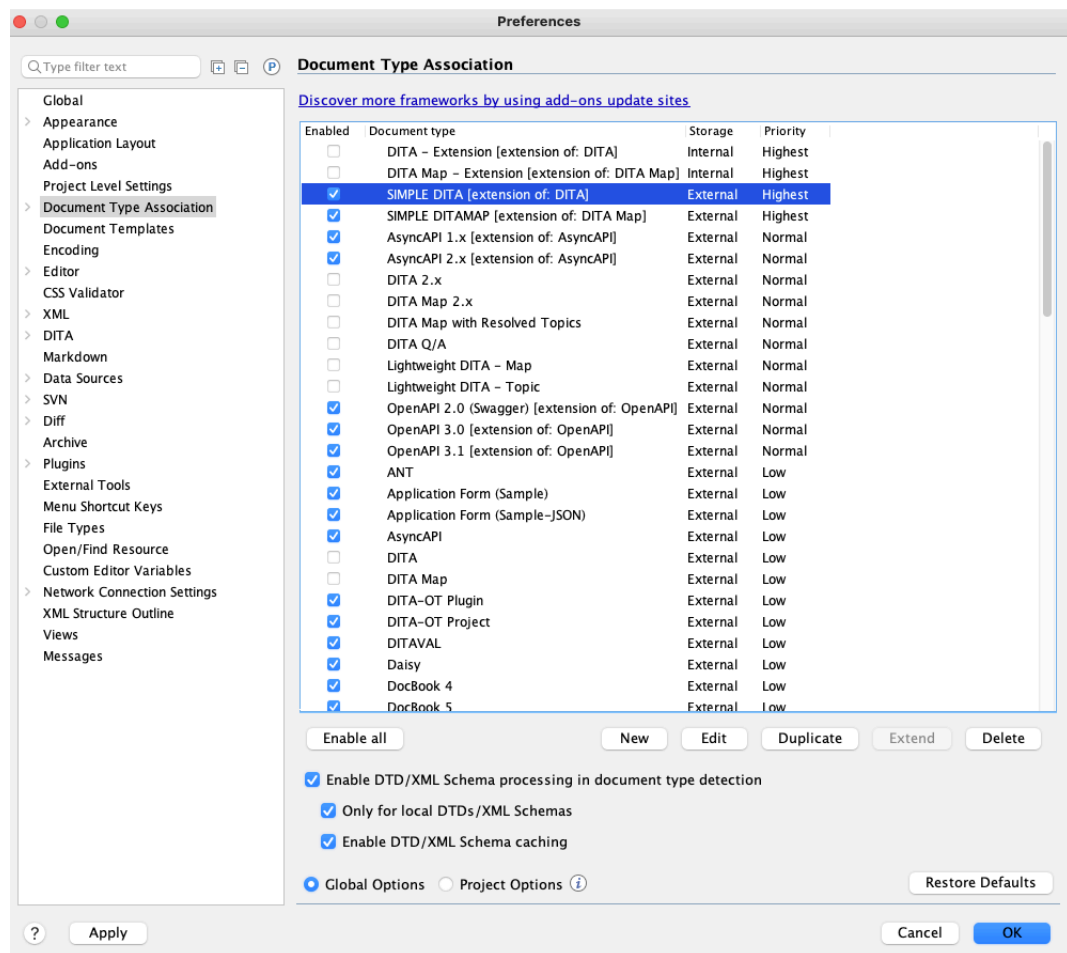 Preferences
Type filter text
P
Document Type Association
Discover more frameworks by using add-ons update sites
Global
Appearance
Application Layout
Add-ons
Project Level Settings
Document Type Association
Document Templates
Encoding
Editor
CSS Validator
XML
DITA
Markdown
Data Sources
SVN
Diff
Archive
Plugins
External Tools
Menu Shortcut Keys
File Types
Open/Find Resource
Custom Editor Variables
Network Connection Settings
XML Structure Outline
Views
Messages
Enabled Document type Storage Priority
DITA – Extension [extension of: DITA] Internal Highest
DITA Map – Extension [extension of: DITA Map] Internal Highest
SIMPLE DITA [extension of: DITA] External Highest
SIMPLE DITAMAP [extension of: DITA Map] External Highest
AsyncAPI 1.x [extension of: AsyncAPI] External Normal
AsyncAPI 2.x [extension of: AsyncAPI] External Normal
DITA 2.x External Normal
DITA Map 2.x External Normal
DITA Map with Resolved Topics External Normal
DITA Q/A External Normal
Lightweight DITA – Map External Normal
Lightweight DITA – Topic External Normal
OpenAPI 2.0 (Swagger) [extension of: OpenAPI] External Normal
OpenAPI 3.0 [extension of: OpenAPI] External Normal
OpenAPI 3.1 [extension of: OpenAPI] External Normal
ANT External Low
Application Form (Sample) External Low
Application Form (Sample-JSON) External Low
AsyncAPI External Low
DITA External Low
DITA Map External Low
DITA-OT Plugin External Low
DITA-OT Project External Low
DITAVAL External Low
Daisy External Low
DocBook 4 External Low
DocBook 5 External Low
Enable all New Edit Duplicate Extend Delete
Enable DTD/XML Schema processing in document type detection
Only for local DTDs/XML Schemas
Enable DTD/XML Schema caching
Global Options Project Options i Restore Defaults
? Apply Cancel OK